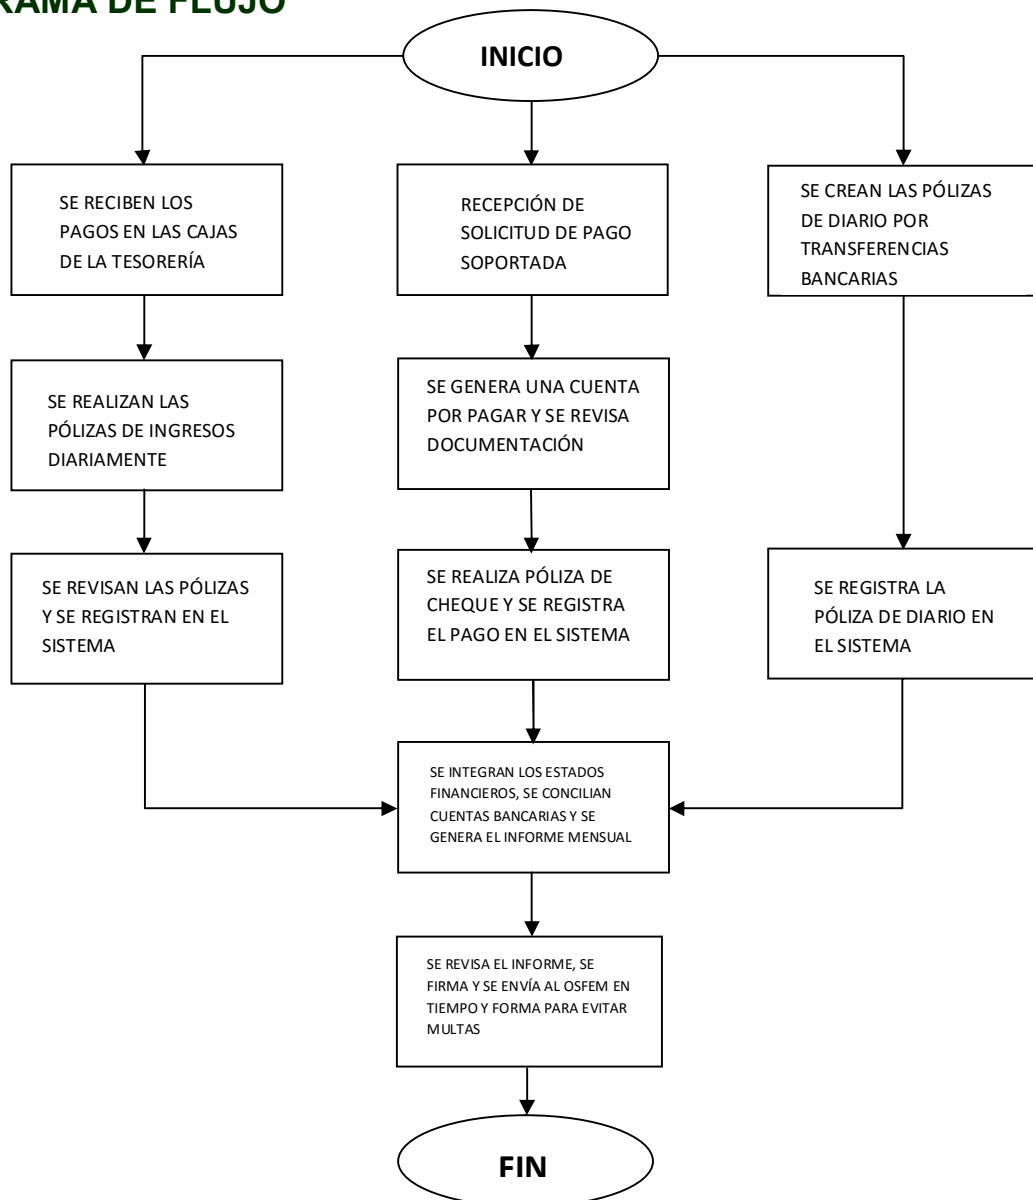 RAMA DE FLUJO
INICIO
SE RECIBEN LOS
PAGOS EN LAS CAJAS
DE LA TESORERÍA
RECEPCIÓN DE
SOLICITUD DE PAGO
SOPORTADA
SE CREAN LAS PÓLIZAS
DE DIARIO POR
TRANSFERENCIAS
BANCARIAS
SE REALIZAN LAS
PÓLIZAS DE INGRESOS
DIARIAMENTE
SE GENERA UNA CUENTA
POR PAGAR Y SE REVISA
DOCUMENTACIÓN
SE REVISAN LAS PÓLIZAS
Y SE REGISTRAN EN EL
SISTEMA
SE REALIZA PÓLIZA DE
CHEQUE Y SE REGISTRA
EL PAGO EN EL SISTEMA
SE REGISTRA LA
PÓLIZA DE DIARIO EN
EL SISTEMA
SE INTEGRAN LOS ESTADOS
FINANCIEROS, SE CONCILIAN
CUENTAS BANCARIAS Y SE
GENERA EL INFORME MENSUAL
SE REVISA EL INFORME, SE
FIRMA Y SE ENVÍA AL OSFEM EN
TIEMPO Y FORMA PARA EVITAR
MULTAS
FIN